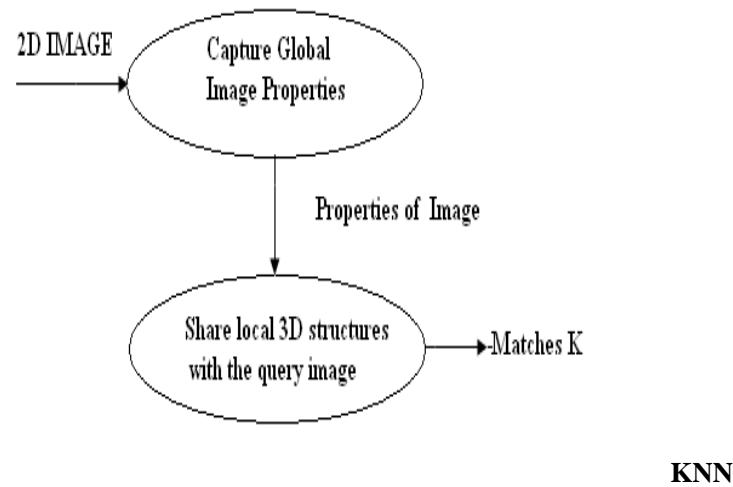 2D IMAGE
Capture Global
Image Properties
Properties of Image
Share local 3D structures
with the query image
Matches K
KNN